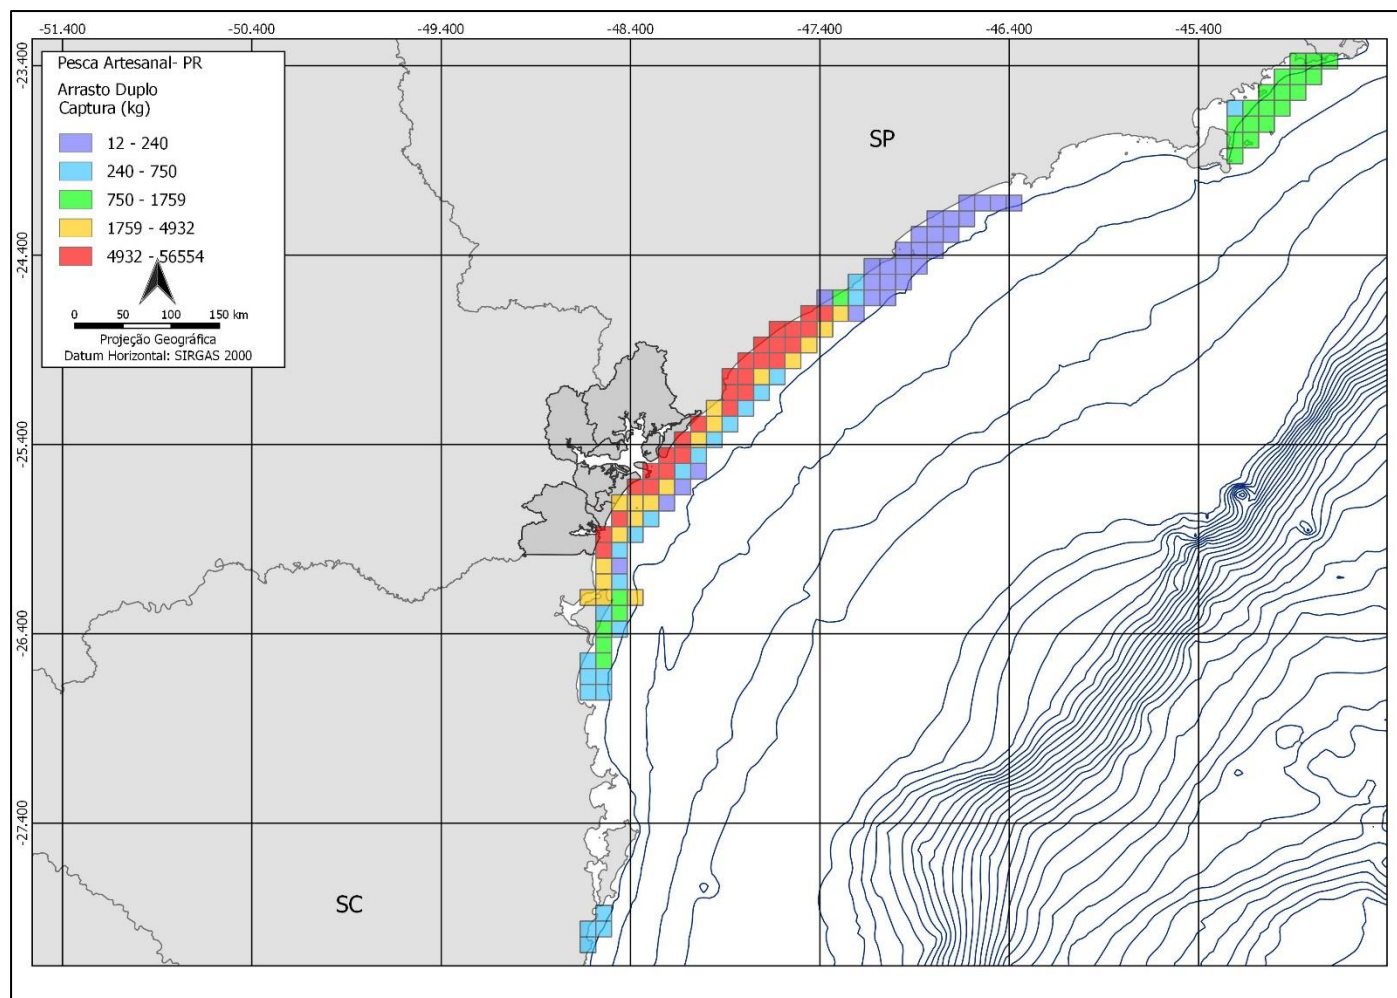 -51.400 -50.400 -49.400 -48.400 -47.400 -46.400 -45.400
-23.400
-24.400
-25.400
-26.400
-27.400
Pesca Artesanal- PR
Arrasto Duplo
Captura (kg)
12 - 240
240 - 750
750 - 1759
1759 - 4932
4932 - 56554
0 50 100 150 km
Projeção Geográfica
Datum Horizontal: SIRGAS 2000
SP
SC